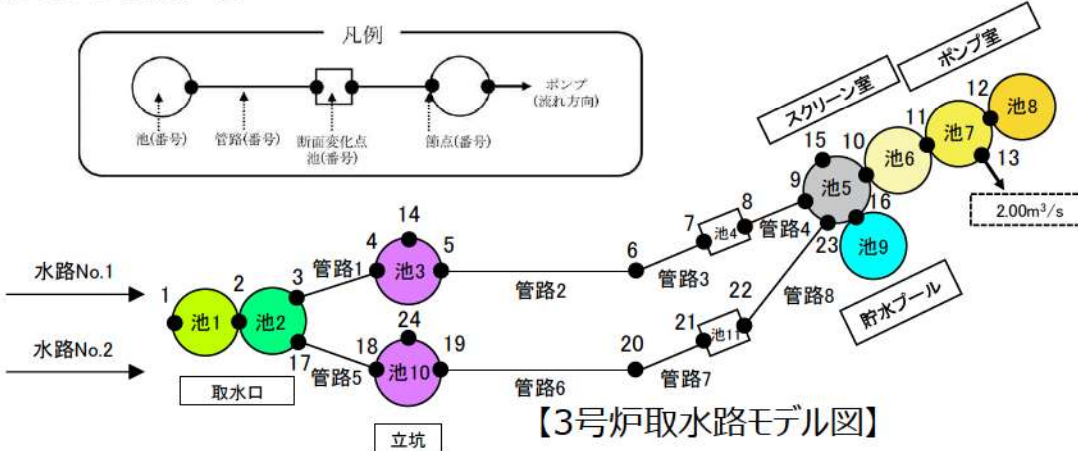 凡例
池(番号)
管路(番号)
断面変化点
池(番号)
節点(番号)
ポンプ
(流れ方向)
スクリーン室
ポンプ室
12
池8
11
池7
15
10
池6
13
9
池5
16
2.00m³/s
8
7
池4
管路4
23
池9
14
4
池3
5
6
管路3
水路No.1
3
管路1
管路2
22
管路8
貯水プール
1
池1
2
池2
24
21
池11
水路No.2
17
18
池10
19
20
管路7
取水口
管路5
管路6
立坑
【3号炉取水路モデル図】